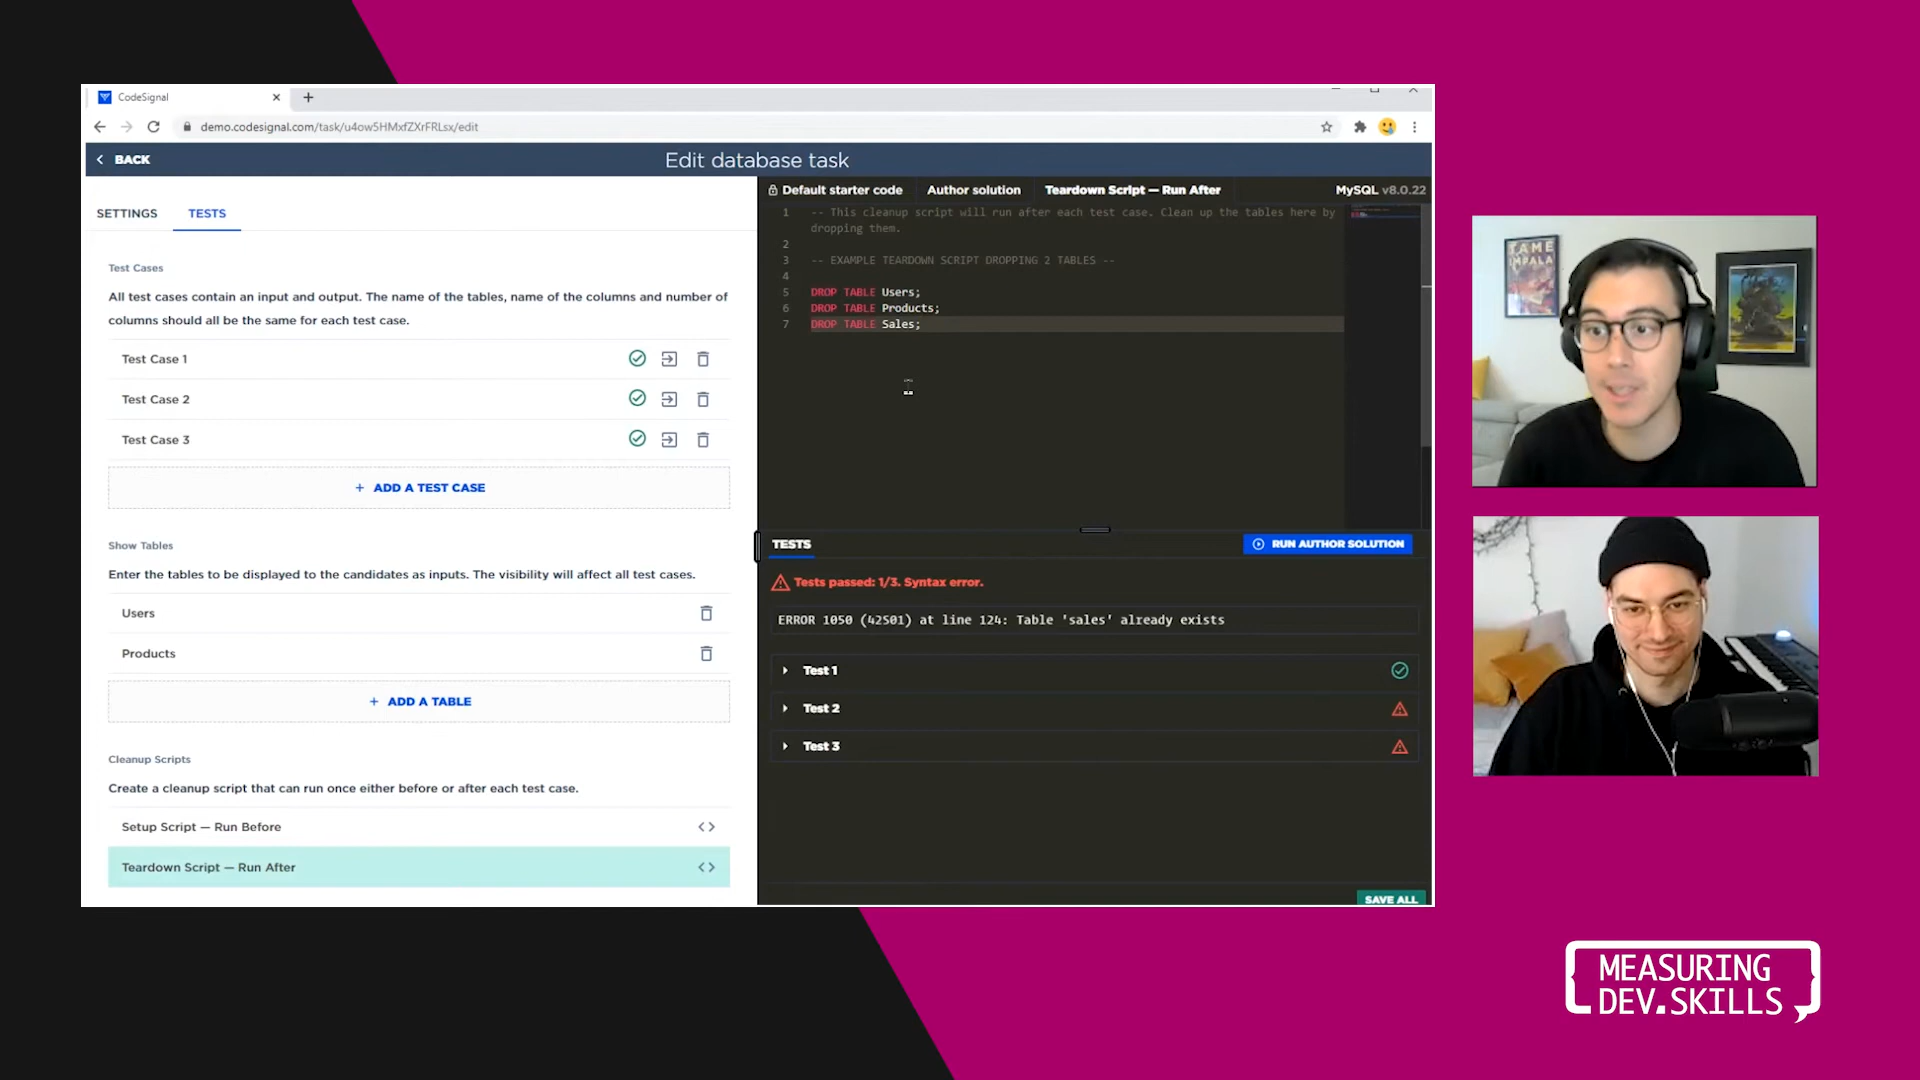 CodeSignal
demo.codesignal.com/task/u4ow5HMxfZXrFRLsx/edit
BACK
Edit database task
SETTINGS
TESTS
Test Cases
All test cases contain an input and output. The name of the tables, name of the columns and number of
columns should all be the same for each test case.
Test Case 1
Test Case 2
Test Case 3
+ ADD A TEST CASE
Show Tables
Enter the tables to be displayed to the candidates as inputs. The visibility will affect all test cases.
Users
Products
+ ADD A TABLE
Cleanup Scripts
Create a cleanup script that can run once either before or after each test case.
Setup Script — Run Before
Teardown Script — Run After
Default starter code
Author solution
Teardown Script — Run After
MySQL v8.0.22
1 -- This cleanup script will run after each test case. Clean up the tables here by
dropping them.
2
3 -- EXAMPLE TEARDOWN SCRIPT DROPPING 2 TABLES --
4
5 DROP TABLE Users;
6 DROP TABLE Products;
7 DROP TABLE Sales;
TESTS
RUN AUTHOR SOLUTION
Tests passed: 1/3. Syntax error.
ERROR 1050 (42S01) at line 124: Table 'sales' already exists
Test 1
Test 2
Test 3
SAVE ALL
TAME
IMPALA
MEASURING
DEV.SKILLS